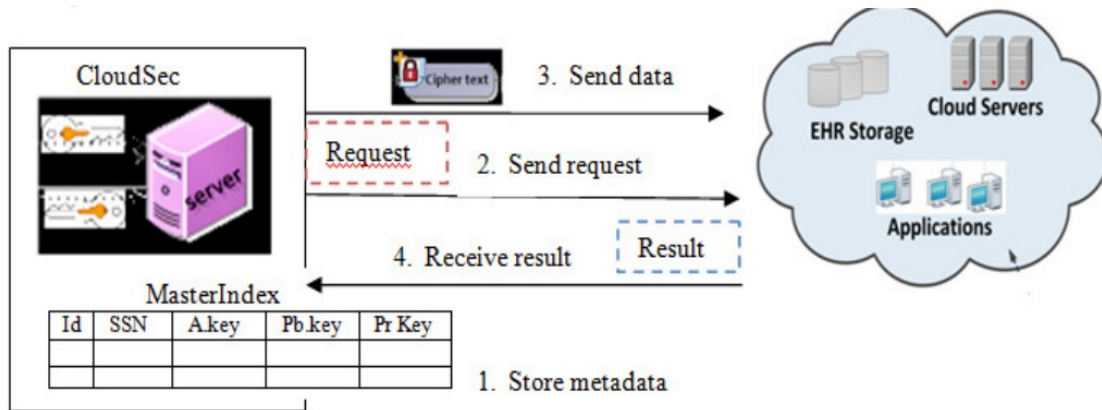 CloudSec
server
Cipher text
3. Send data
Request
2. Send request
4. Receive result
Result
EHR Storage
Cloud Servers
Applications
MasterIndex
Id SSN A.key Pb.key Pr Key
1. Store metadata